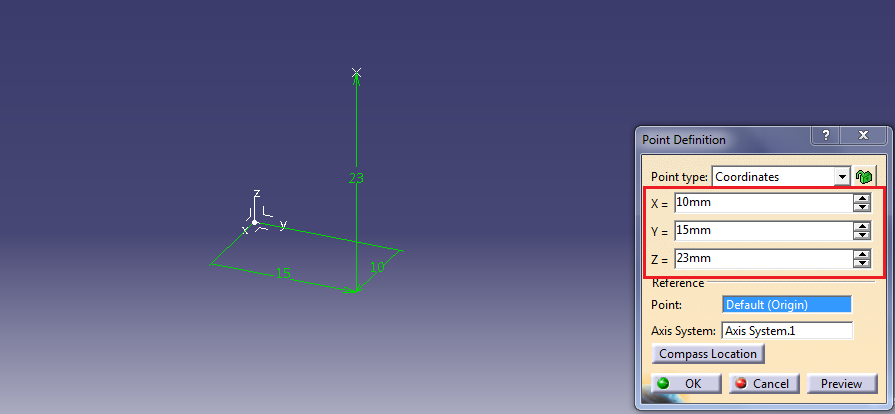 23
z
y
x
15
10
Point Definition
?
X
Point type: Coordinates
X = 10mm
Y = 15mm
Z = 23mm
Reference
Point: Default (Origin)
Axis System: Axis System.1
Compass Location
OK Cancel Preview